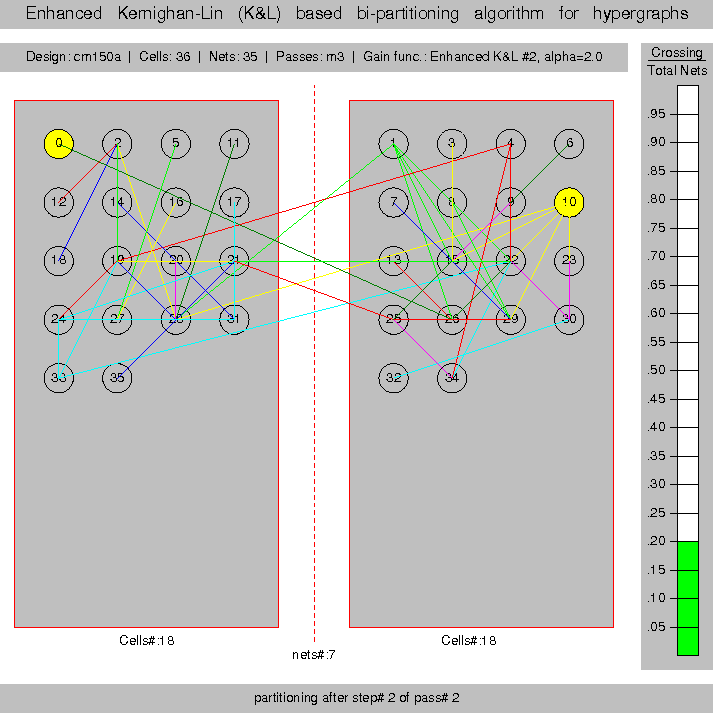 Enhanced Kernighan-Lin (K&L) based bi-partitioning algorithm for hypergraphs
Design: cm150a | Cells: 36 | Nets: 35 | Passes: m3 | Gain func.: Enhanced K&L #2, alpha=2.0
Crossing
Total Nets
0 2 5 11 1 3 4 6
12 14 16 17 7 8 9 10
18 19 20 21 13 15 22 23
24 27 28 31 25 26 29 30
33 35 32 34
.95
.90
.85
.80
.75
.70
.65
.60
.55
.50
.45
.40
.35
.30
.25
.20
.15
.10
.05
Cells#:18 Cells#:18
nets#:7
partitioning after step# 2 of pass# 2